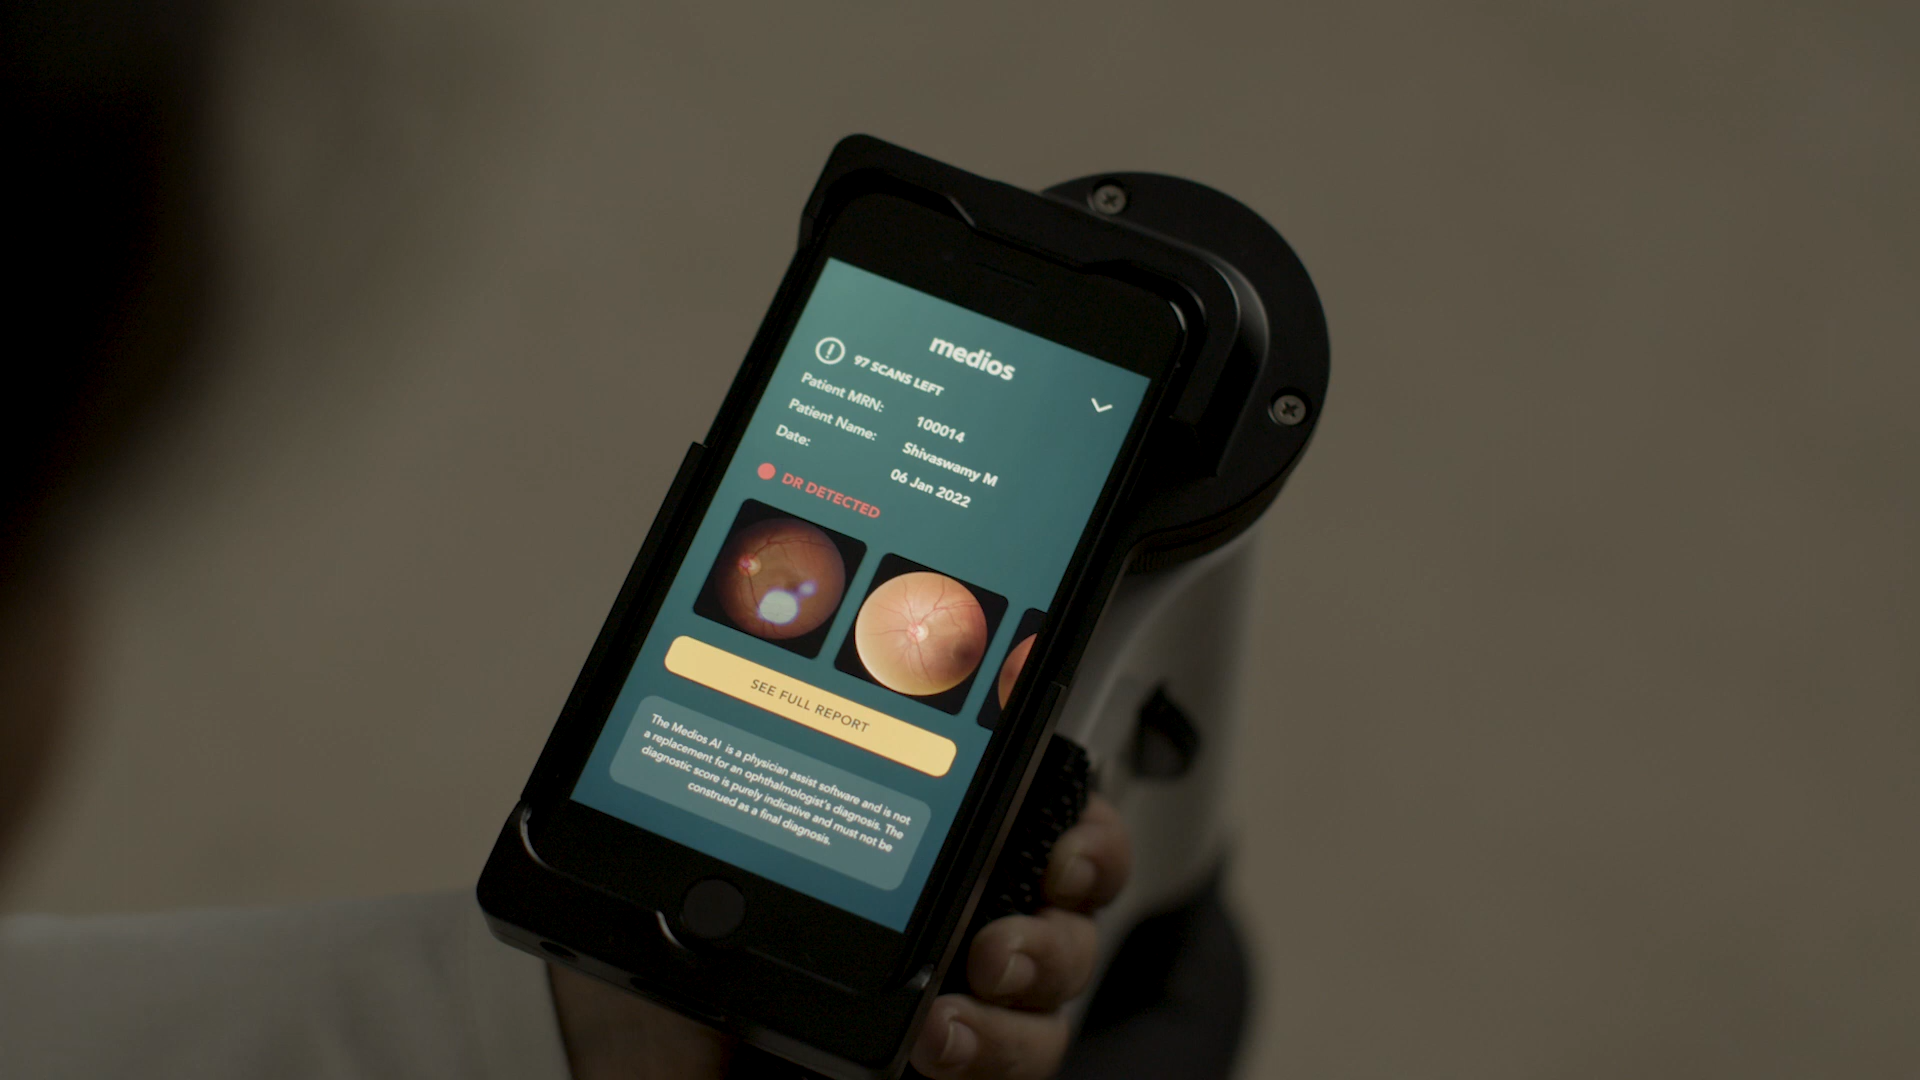 medios
97 SCANS LEFT
Patient MRN: 100014
Patient Name: Shivaswamy M
Date: 06 Jan 2022
DR DETECTED
SEE FULL REPORT
The Medios AI is a physician assist software and is not
a replacement for an ophthalmologist's diagnosis. The
diagnostic score is purely indicative and must not be
construed as a final diagnosis.